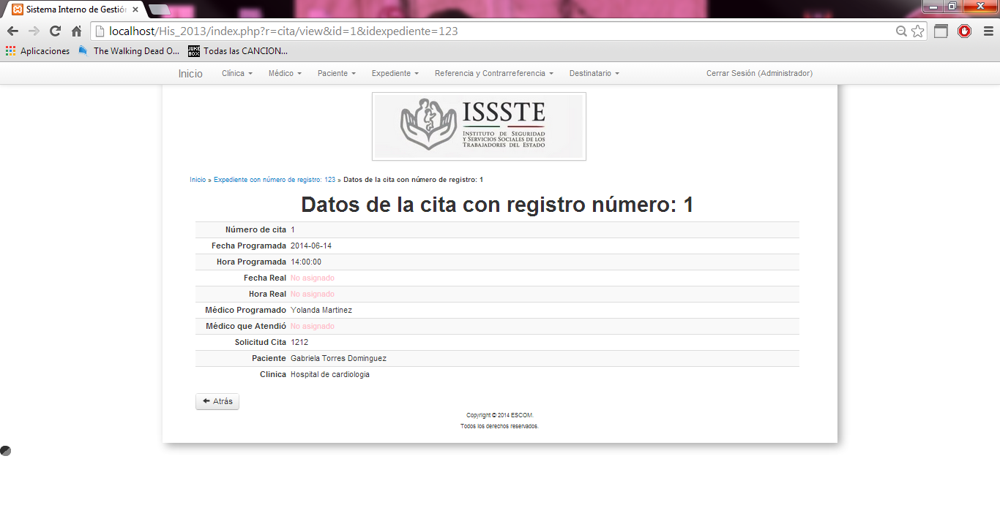 Sistema Interno de Gestión
localhost/His_2013/index.php?r=cita/view&id=1&idexpediente=123
Aplicaciones The Walking Dead O... JUKE BOX Todas las CANCION...
Inicio Clínica Médico Paciente Expediente Referencia y Contrarreferencia Destinatario Cerrar Sesión (Administrador)
ISSSTE
INSTITUTO DE SEGURIDAD
Y SERVICIOS SOCIALES DE LOS
TRABAJADORES DEL ESTADO
Inicio » Expediente con número de registro: 123 » Datos de la cita con número de registro: 1
Datos de la cita con registro número: 1
Número de cita 1
Fecha Programada 2014-06-14
Hora Programada 14:00:00
Fecha Real No asignado
Hora Real No asignado
Médico Programado Yolanda Martinez
Médico que Atendió No asignado
Solicitud Cita 1212
Paciente Gabriela Torres Dominguez
Clinica Hospital de cardiologia
Atrás
Copyright © 2014 ESCOM.
Todos los derechos reservados.